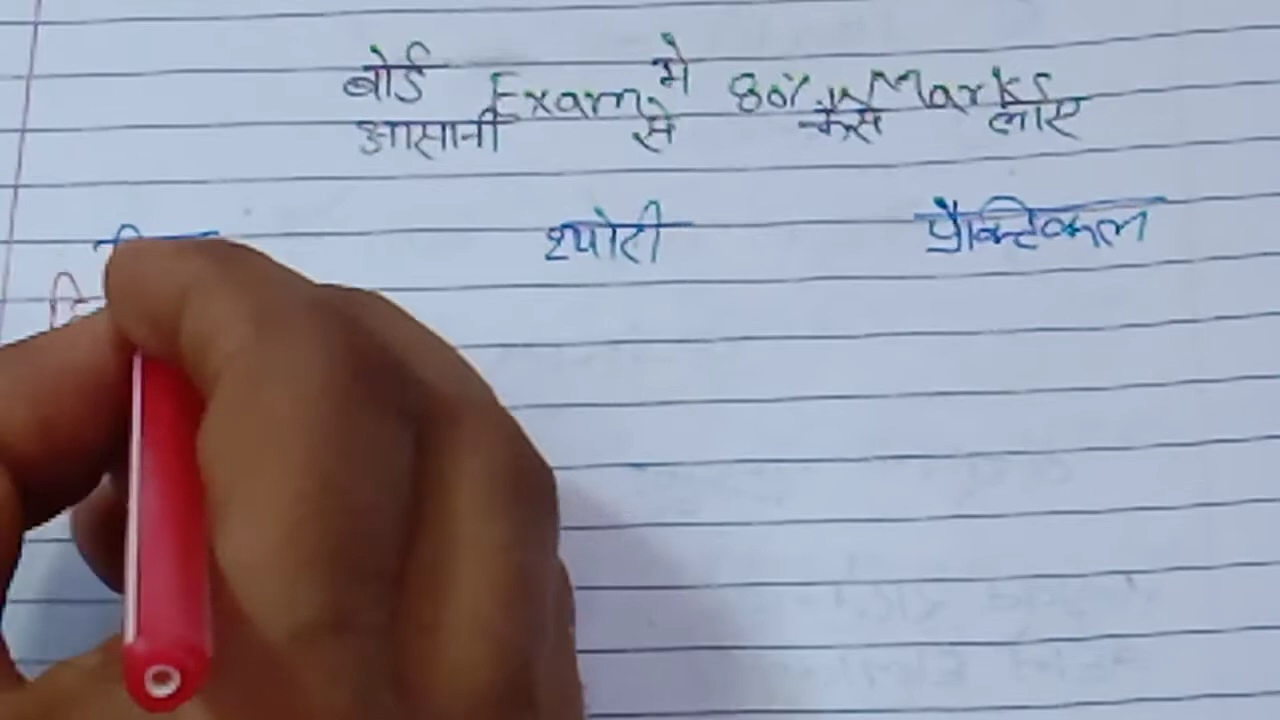 बोर्ड Exam में 80% Marks
आसानी से कैसे लाए
थ्योरी प्रैक्टिकल